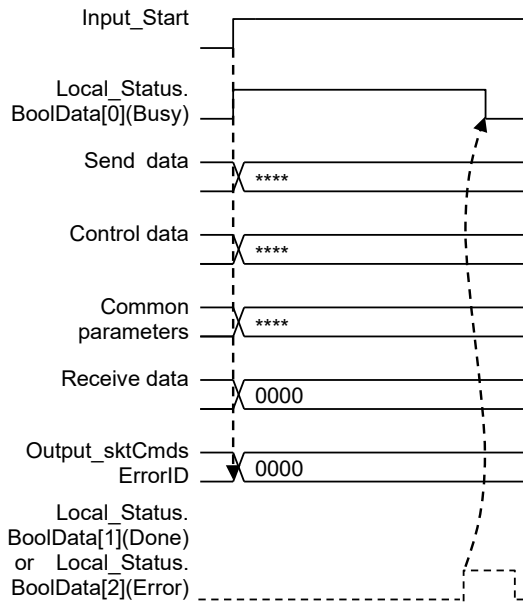 Input_Start
Local_Status.
BoolData[0](Busy)
Send data
****
Control data
****
Common
parameters
****
Receive data
0000
Output_sktCmds
ErrorID
0000
Local_Status.
BoolData[1](Done)
or Local_Status.
BoolData[2](Error)